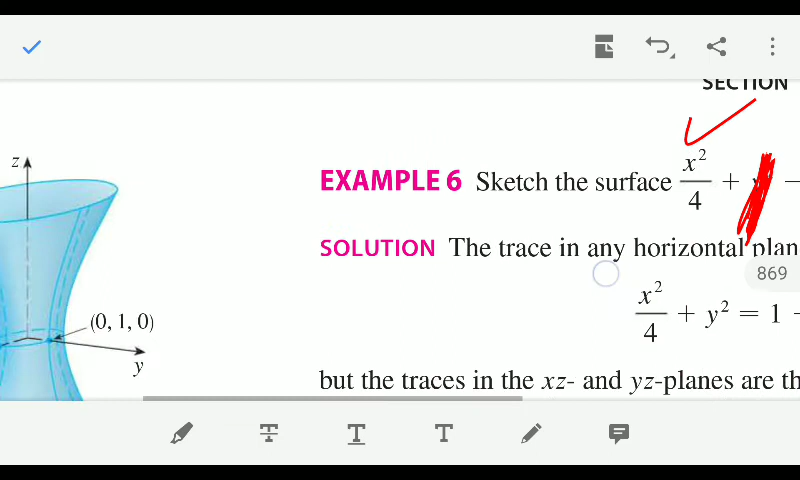 SECTION
z
EXAMPLE 6 Sketch the surface x²/4 + −
SOLUTION The trace in any horizontal plan
869
x²/4 + y² = 1 −
(0, 1, 0)
y
but the traces in the xz- and yz-planes are th
T T T